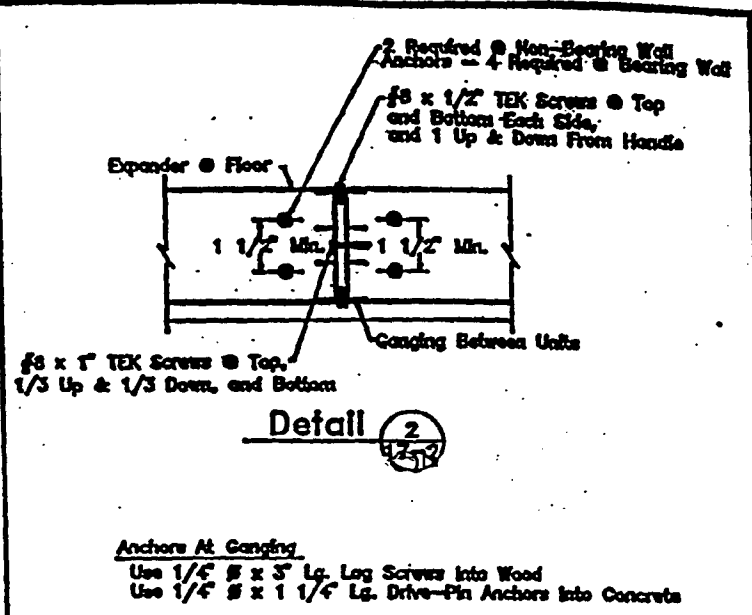 2 Required @ Non-Bearing Wall
Anchors - 4 Required @ Bearing Wall
#8 x 1/2" TEK Screws @ Top
and Bottom Each Side,
and 1 Up & Down From Handle
Expander @ Floor
1 1/2" Min.
1 1/2" Min.
Ganging Between Units
#8 x 1" TEK Screws @ Top,
1/3 Up & 1/3 Down, and Bottom
Detail
2
Anchors At Ganging
Use 1/4" ø x 3" Lg. Lag Screws Into Wood
Use 1/4" ø x 1 1/4" Lg. Drive-Pin Anchors Into Concrete